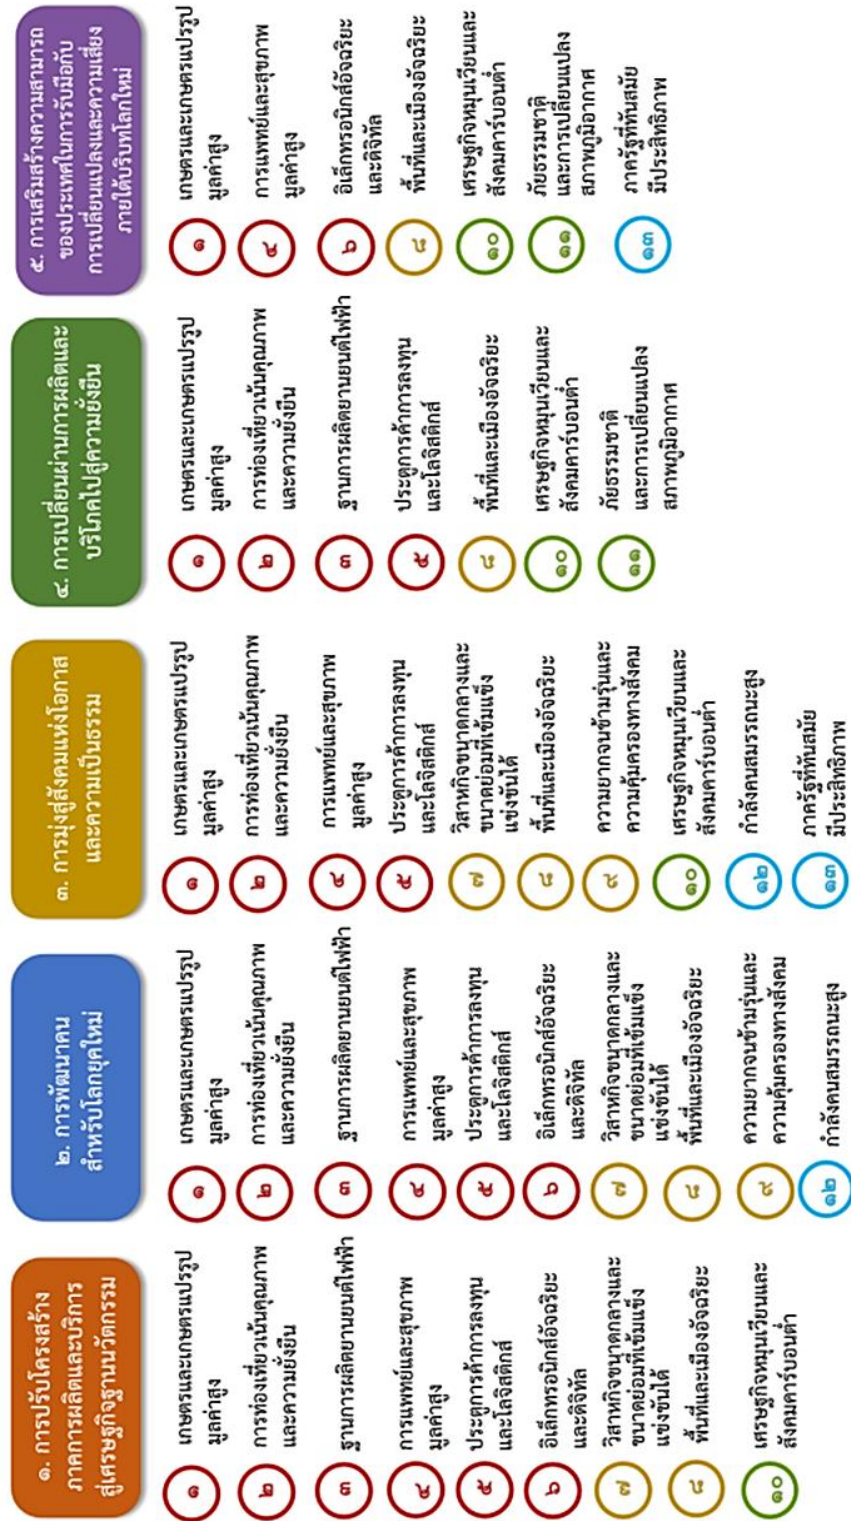 ๑. การปรับโครงสร้าง
ภาคการผลิตและบริการ
สู่เศรษฐกิจฐานนวัตกรรม
๑
เกษตรและเกษตรแปรรูป
มูลค่าสูง
๒
การท่องเที่ยวเน้นคุณภาพ
และความยั่งยืน
๓
ฐานการผลิตยานยนต์ไฟฟ้า
๔
การแพทย์และสุขภาพ
มูลค่าสูง
๕
ประตูการค้าการลงทุน
และโลจิสติกส์
๖
อิเล็กทรอนิกส์อัจฉริยะ
และดิจิทัล
๗
วิสาหกิจขนาดกลางและ
ขนาดย่อมที่เข้มแข็ง
แข่งขันได้
๘
พื้นที่และเมืองอัจฉริยะ
๑๐
เศรษฐกิจหมุนเวียนและ
สังคมคาร์บอนต่ำ
๒. การพัฒนาคน
สำหรับโลกยุคใหม่
๑
เกษตรและเกษตรแปรรูป
มูลค่าสูง
๒
การท่องเที่ยวเน้นคุณภาพ
และความยั่งยืน
๓
ฐานการผลิตยานยนต์ไฟฟ้า
๔
การแพทย์และสุขภาพ
มูลค่าสูง
๕
ประตูการค้าการลงทุน
และโลจิสติกส์
๖
อิเล็กทรอนิกส์อัจฉริยะ
และดิจิทัล
๗
วิสาหกิจขนาดกลางและ
ขนาดย่อมที่เข้มแข็ง
แข่งขันได้
๘
พื้นที่และเมืองอัจฉริยะ
๙
ความยากจนข้ามรุ่นและ
ความคุ้มครองทางสังคม
๑๒
กำลังคนสมรรถนะสูง
๓. การมุ่งสู่สังคมแห่งโอกาส
และความเป็นธรรม
๑
เกษตรและเกษตรแปรรูป
มูลค่าสูง
๒
การท่องเที่ยวเน้นคุณภาพ
และความยั่งยืน
๔
การแพทย์และสุขภาพ
มูลค่าสูง
๕
ประตูการค้าการลงทุน
และโลจิสติกส์
๗
วิสาหกิจขนาดกลางและ
ขนาดย่อมที่เข้มแข็ง
แข่งขันได้
๘
พื้นที่และเมืองอัจฉริยะ
๙
ความยากจนข้ามรุ่นและ
ความคุ้มครองทางสังคม
๑๐
เศรษฐกิจหมุนเวียนและ
สังคมคาร์บอนต่ำ
๑๒
กำลังคนสมรรถนะสูง
๑๓
ภาครัฐที่ทันสมัย
มีประสิทธิภาพ
๔. การเปลี่ยนผ่านการผลิตและ
บริโภคไปสู่ความยั่งยืน
๑
เกษตรและเกษตรแปรรูป
มูลค่าสูง
๒
การท่องเที่ยวเน้นคุณภาพ
และความยั่งยืน
๓
ฐานการผลิตยานยนต์ไฟฟ้า
๕
ประตูการค้าการลงทุน
และโลจิสติกส์
๘
พื้นที่และเมืองอัจฉริยะ
๑๐
เศรษฐกิจหมุนเวียนและ
สังคมคาร์บอนต่ำ
๑๑
ภัยธรรมชาติ
และการเปลี่ยนแปลง
สภาพภูมิอากาศ
๕. การเสริมสร้างความสามารถ
ของประเทศในการรับมือกับ
การเปลี่ยนแปลงและความเสี่ยง
ภายใต้บริบทโลกใหม่
๑
เกษตรและเกษตรแปรรูป
มูลค่าสูง
๔
การแพทย์และสุขภาพ
มูลค่าสูง
๖
อิเล็กทรอนิกส์อัจฉริยะ
และดิจิทัล
๘
พื้นที่และเมืองอัจฉริยะ
๑๐
เศรษฐกิจหมุนเวียนและ
สังคมคาร์บอนต่ำ
๑๑
ภัยธรรมชาติ
และการเปลี่ยนแปลง
สภาพภูมิอากาศ
๑๓
ภาครัฐที่ทันสมัย
มีประสิทธิภาพ